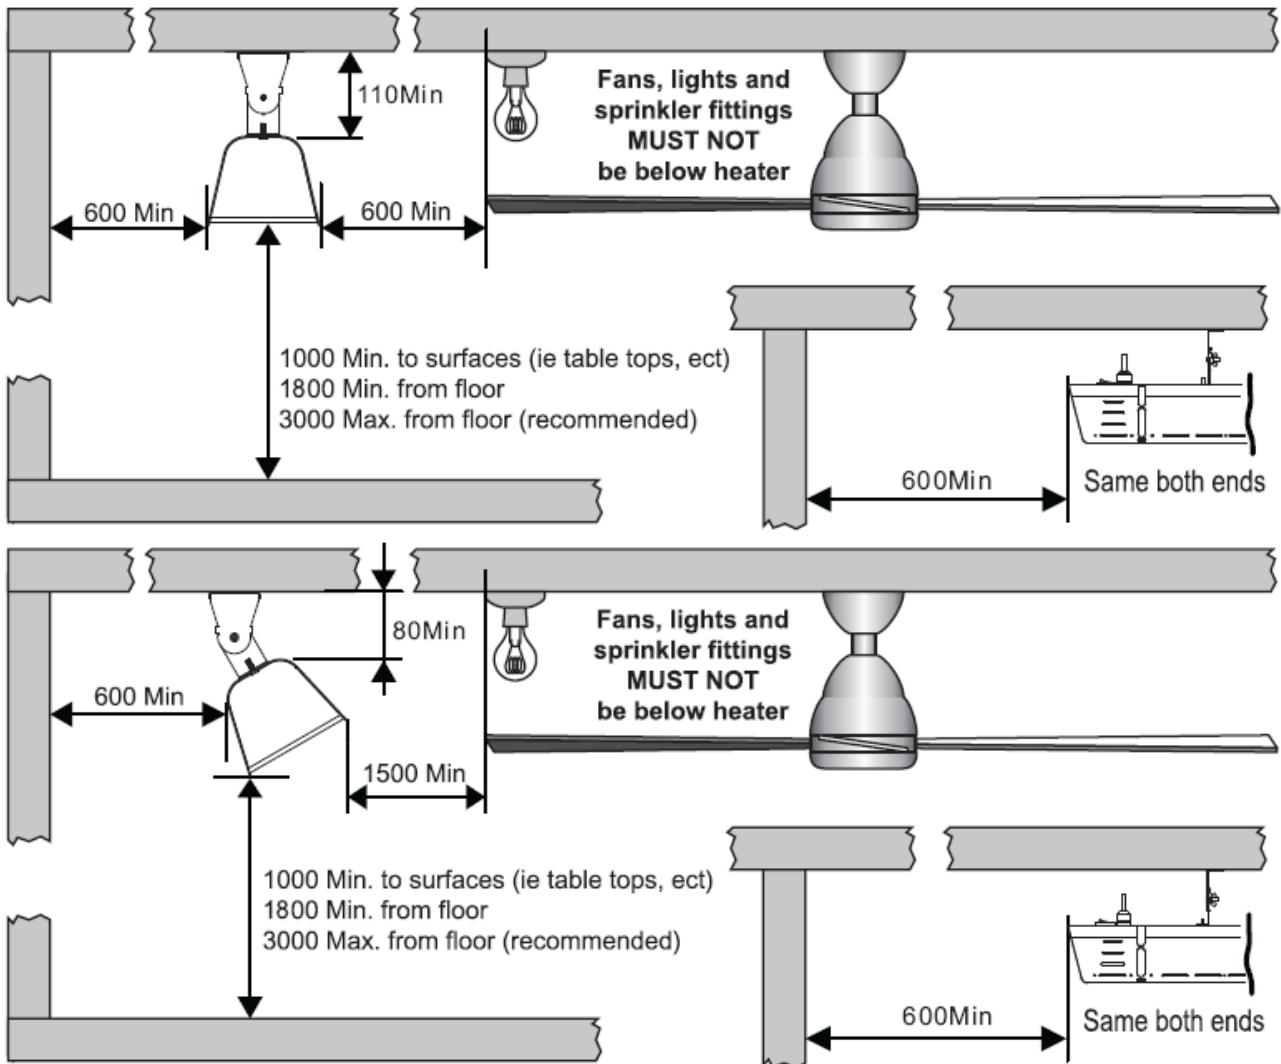 110Min
Fans, lights and
sprinkler fittings
MUST NOT
be below heater
600 Min
600 Min
1000 Min. to surfaces (ie table tops, ect)
1800 Min. from floor
3000 Max. from floor (recommended)
600Min
Same both ends
80Min
Fans, lights and
sprinkler fittings
MUST NOT
be below heater
600 Min
1500 Min
1000 Min. to surfaces (ie table tops, ect)
1800 Min. from floor
3000 Max. from floor (recommended)
600Min
Same both ends